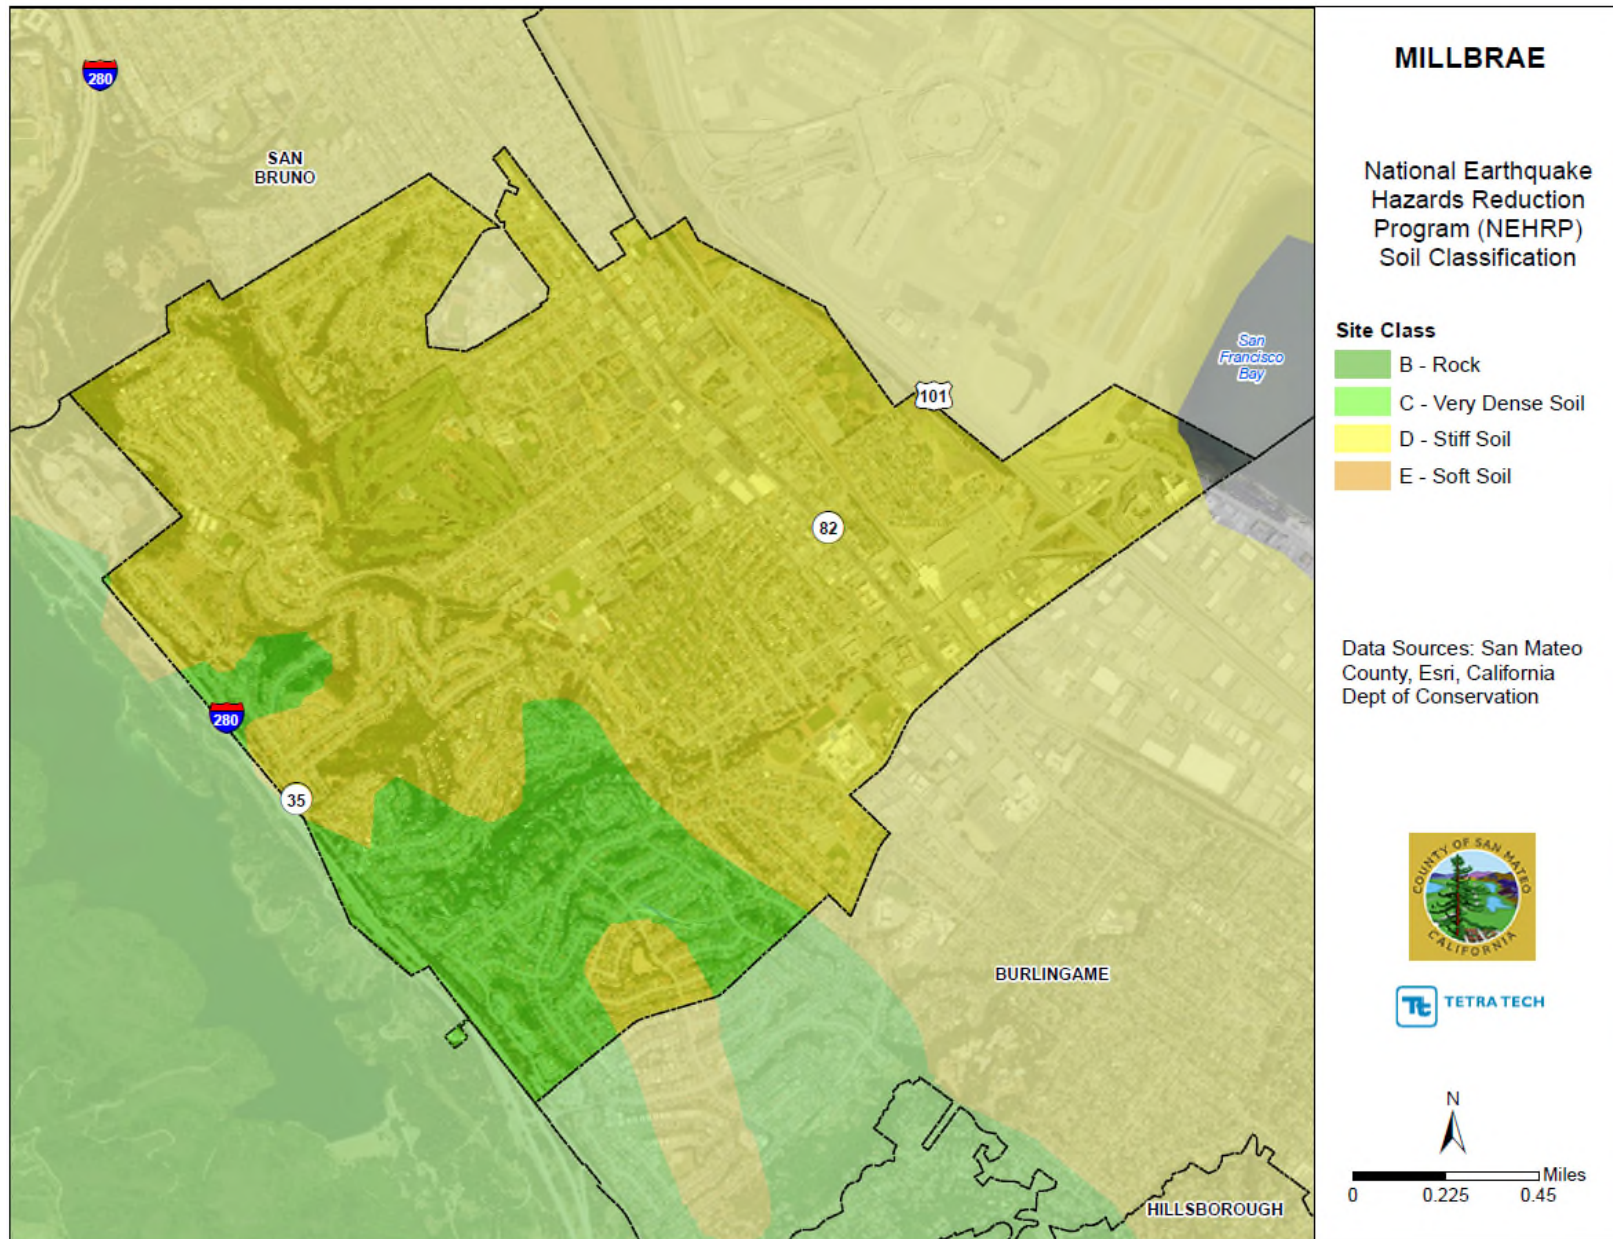 MILLBRAE
National Earthquake
Hazards Reduction
Program (NEHRP)
Soil Classification
Site Class
B - Rock
C - Very Dense Soil
D - Stiff Soil
E - Soft Soil
Data Sources: San Mateo
County, Esri, California
Dept of Conservation
COUNTY OF SAN MATEO
CALIFORNIA
Tt TETRA TECH
N
Miles
0 0.225 0.45
280
SAN
BRUNO
San
Francisco
Bay
101
82
280
35
BURLINGAME
HILLSBOROUGH